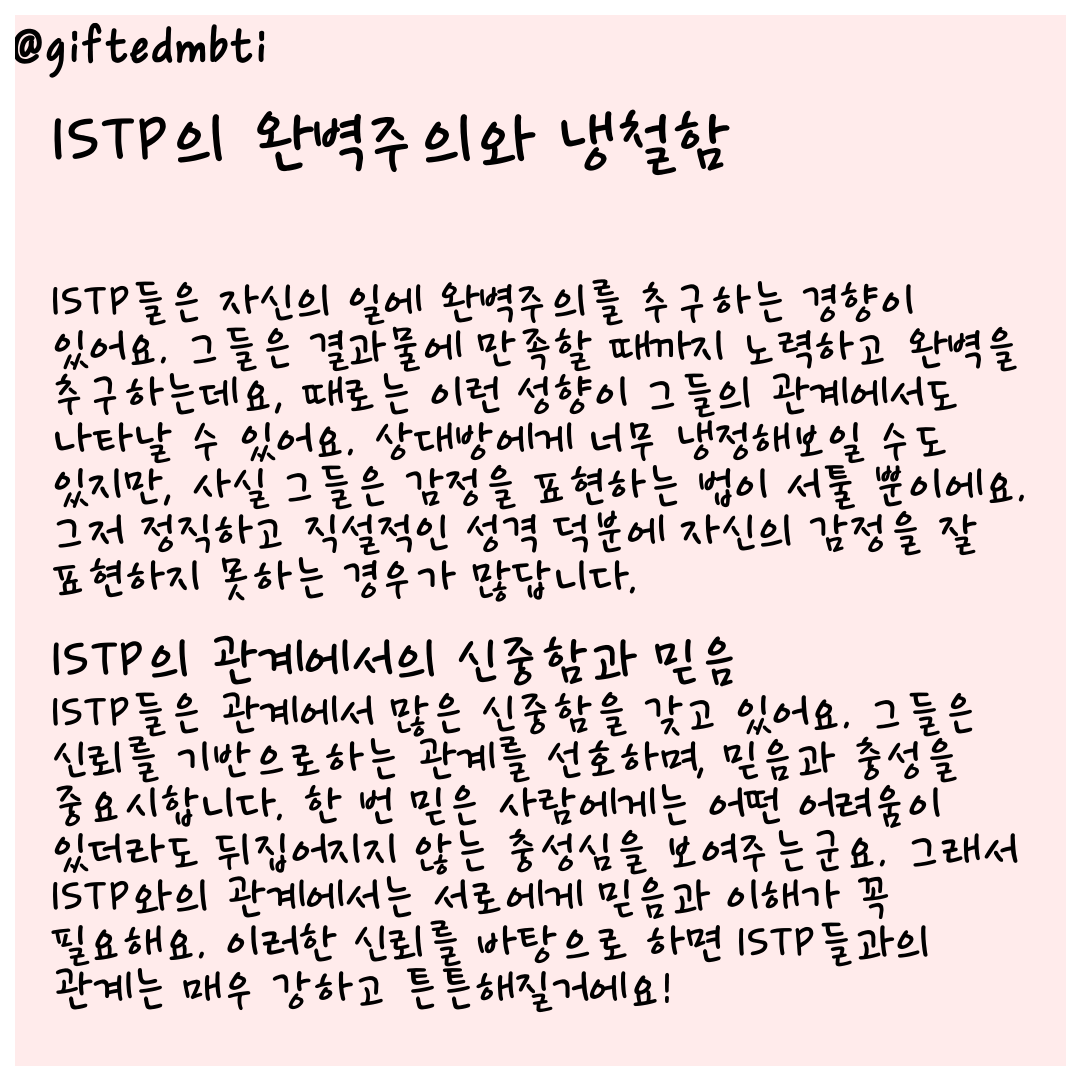 @giftedmbti
ISTP의 완벽주의와 냉철함
ISTP들은 자신의 일에 완벽주의를 추구하는 경향이
있어요. 그들은 결과물에 만족할 때까지 노력하고 완벽을
추구하는데요, 때로는 이런 성향이 그들의 관계에서도
나타날 수 있어요. 상대방에게 너무 냉정해보일 수도
있지만, 사실 그들은 감정을 표현하는 법이 서툴 뿐이에요.
그저 정직하고 직설적인 성격 덕분에 자신의 감정을 잘
표현하지 못하는 경우가 많답니다.
ISTP의 관계에서의 신중함과 믿음
ISTP들은 관계에서 많은 신중함을 갖고 있어요. 그들은
신뢰를 기반으로하는 관계를 선호하며, 믿음과 충성을
중요시합니다. 한 번 믿은 사람에게는 어떤 어려움이
있더라도 뒤집어지지 않는 충성심을 보여주는군요. 그래서
ISTP와의 관계에서는 서로에게 믿음과 이해가 꼭
필요해요. 이러한 신뢰를 바탕으로 하면 ISTP들과의
관계는 매우 강하고 튼튼해질거에요!